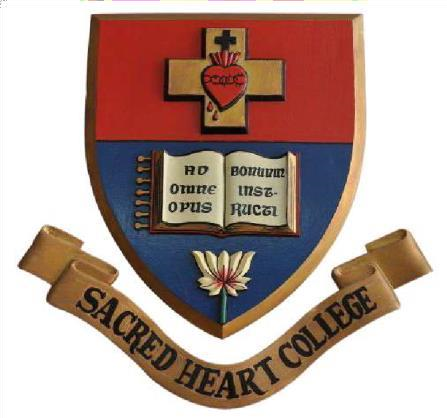 AD
OMNE
OPUS
BONUM
INST-
RUCTI
SACRED HEART COLLEGE